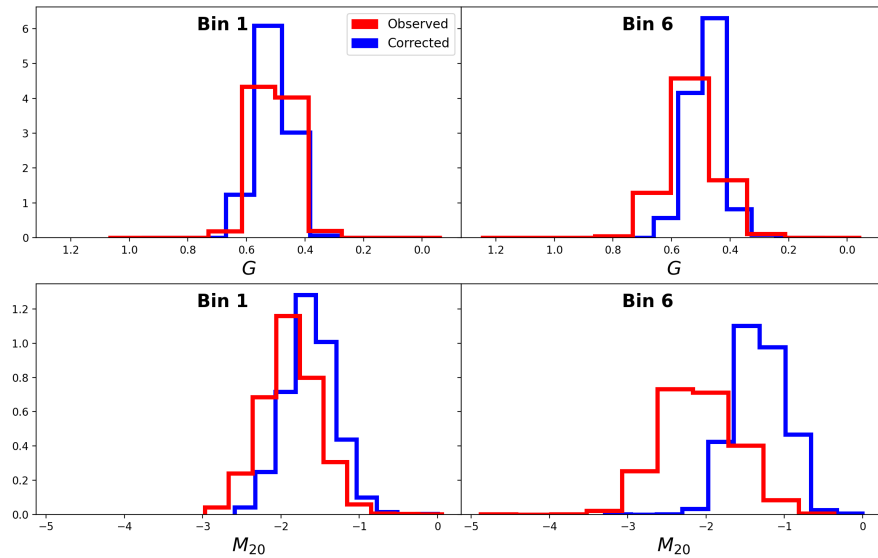 Bin 1
Observed
Corrected
Bin 6
6
5
4
3
2
1
0
1.2 1.0 0.8 0.6 0.4 0.2 0.0
1.2 1.0 0.8 0.6 0.4 0.2 0.0
G
G
Bin 1
Bin 6
1.2
1.0
0.8
0.6
0.4
0.2
0.0
−5 −4 −3 −2 −1 0
−5 −4 −3 −2 −1 0
M20
M20